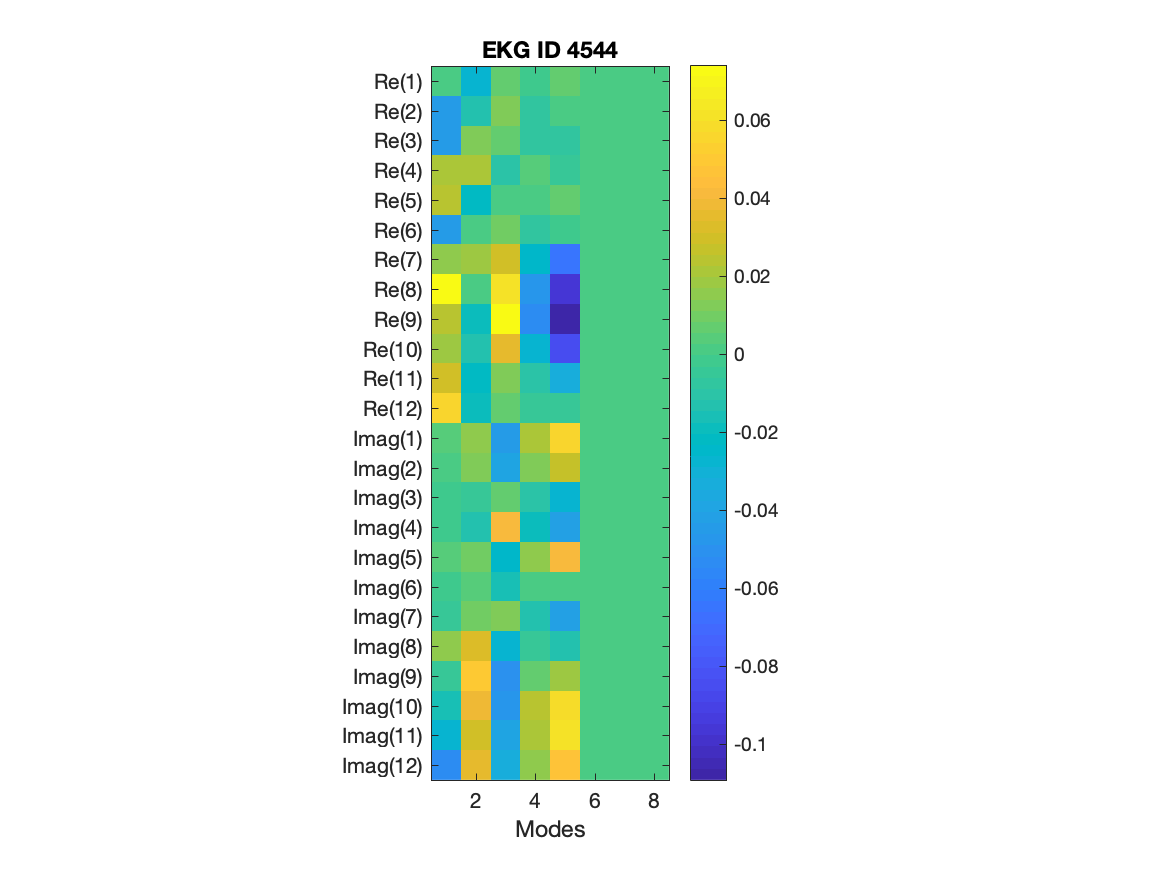 EKG ID 4544
Re(1)
Re(2)
Re(3)
Re(4)
Re(5)
Re(6)
Re(7)
Re(8)
Re(9)
Re(10)
Re(11)
Re(12)
Imag(1)
Imag(2)
Imag(3)
Imag(4)
Imag(5)
Imag(6)
Imag(7)
Imag(8)
Imag(9)
Imag(10)
Imag(11)
Imag(12)
2 4 6 8
Modes
0.06
0.04
0.02
0
-0.02
-0.04
-0.06
-0.08
-0.1